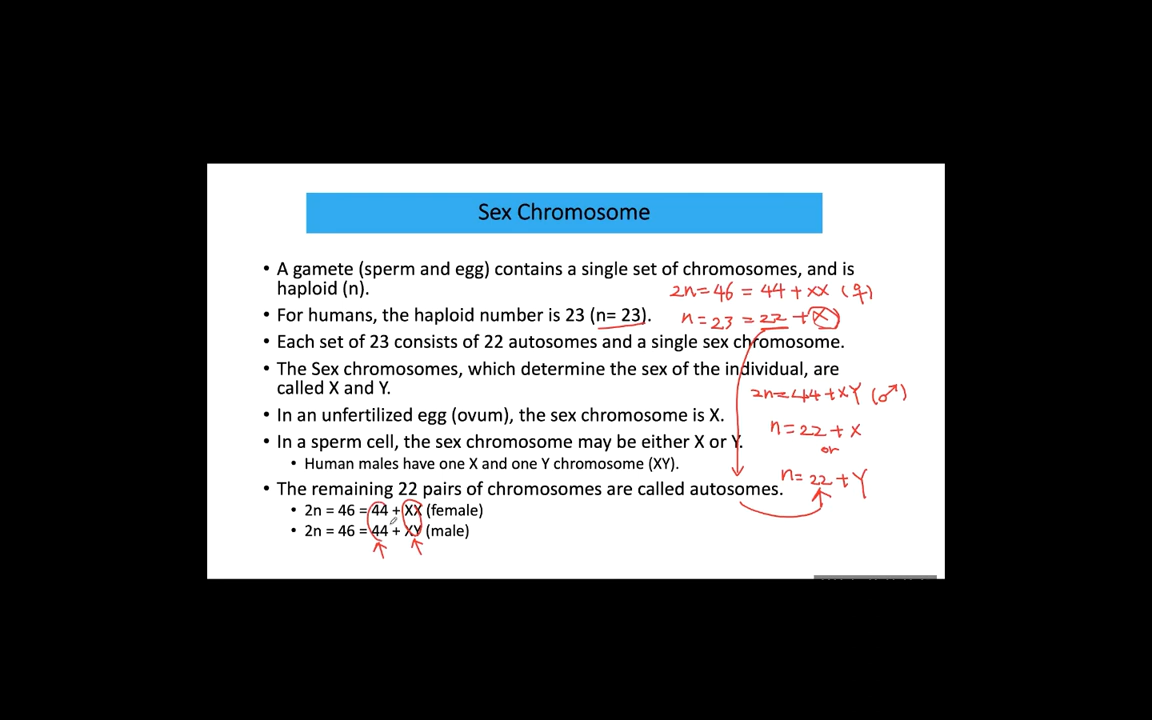 Sex Chromosome
• A gamete (sperm and egg) contains a single set of chromosomes, and is
haploid (n).
2n=46 = 44 + XX (♀)
• For humans, the haploid number is 23 (n= 23).
n=23 = 22 + X
• Each set of 23 consists of 22 autosomes and a single sex chromosome.
• The Sex chromosomes, which determine the sex of the individual, are
called X and Y.
2n=44+XY (♂)
• In an unfertilized egg (ovum), the sex chromosome is X.
n=22+X
• In a sperm cell, the sex chromosome may be either X or Y.
or
• Human males have one X and one Y chromosome (XY).
n=22+Y
• The remaining 22 pairs of chromosomes are called autosomes.
• 2n = 46 = 44 + XX (female)
• 2n = 46 = 44 + XY (male)